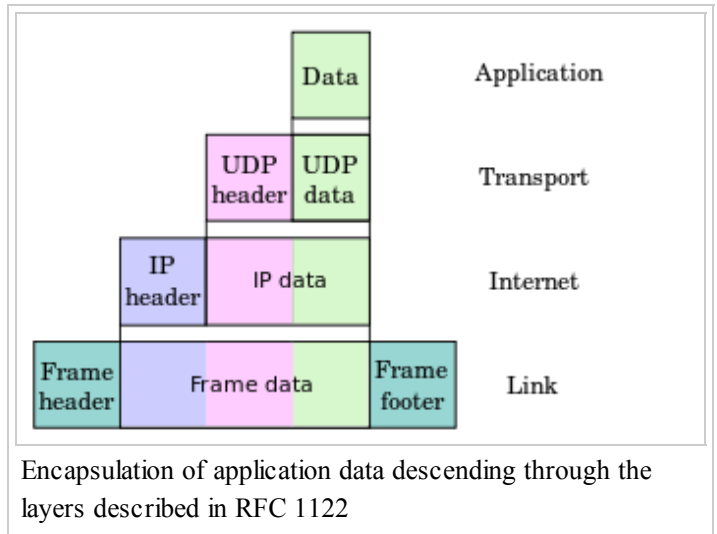 Data
Application
UDP
header
UDP
data
Transport
IP
header
IP data
Internet
Frame
header
Frame data
Frame
footer
Link
Encapsulation of application data descending through the
layers described in RFC 1122